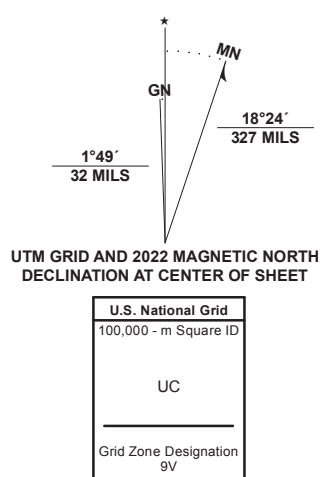 ★
MN
GN
18°24´
327 MILS
1°49´
32 MILS
UTM GRID AND 2022 MAGNETIC NORTH
DECLINATION AT CENTER OF SHEET
U.S. National Grid
100,000 - m Square ID
UC
Grid Zone Designation
9V